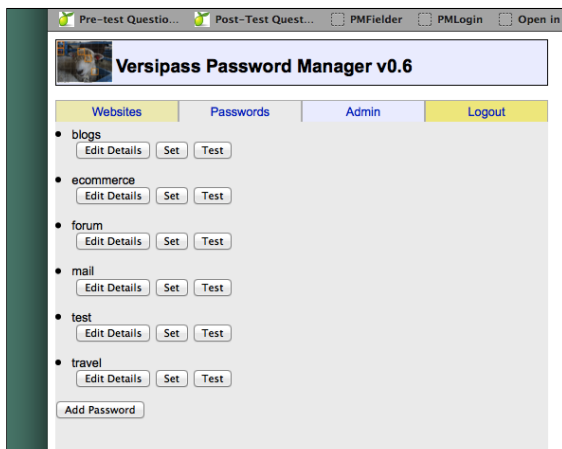 Pre-test Questio... Post-Test Quest... PMFielder PMLogin Open in
Versipass Password Manager v0.6
Websites Passwords Admin Logout
blogs
Edit Details Set Test
ecommerce
Edit Details Set Test
forum
Edit Details Set Test
mail
Edit Details Set Test
test
Edit Details Set Test
travel
Edit Details Set Test
Add Password